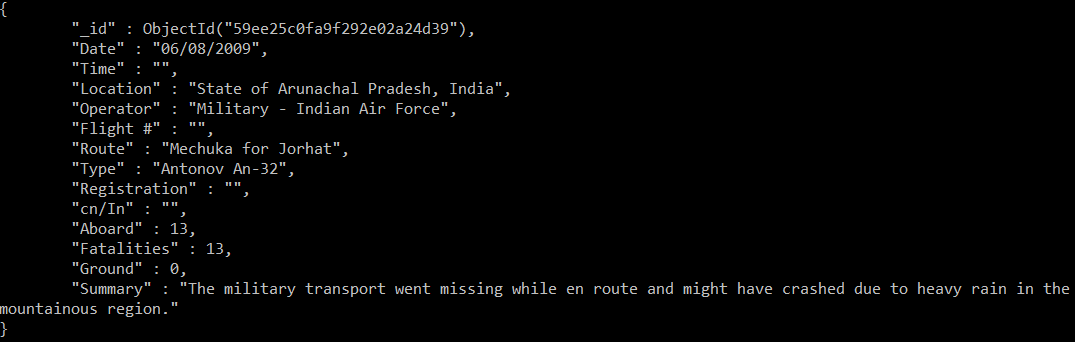 {
"_id" : ObjectId("59ee25c0fa9f292e02a24d39"),
"Date" : "06/08/2009",
"Time" : "",
"Location" : "State of Arunachal Pradesh, India",
"Operator" : "Military - Indian Air Force",
"Flight #" : "",
"Route" : "Mechuka for Jorhat",
"Type" : "Antonov An-32",
"Registration" : "",
"cn/In" : "",
"Aboard" : 13,
"Fatalities" : 13,
"Ground" : 0,
"Summary" : "The military transport went missing while en route and might have crashed due to heavy rain in the
mountainous region."
}